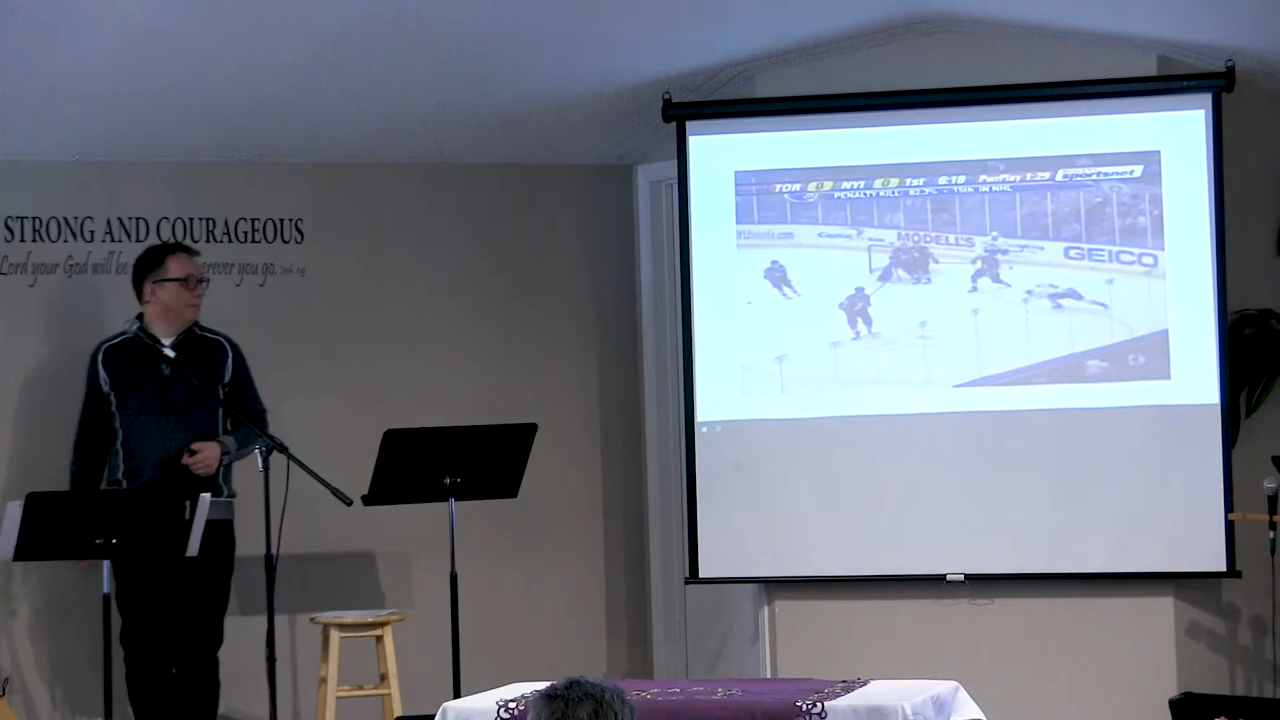 STRONG AND COURAGEOUS
Lord your God will be erever you go.
TOR 0 NYI 0 1st 6:18 PwrPlay 1:29 sportsnet
PENALTY KILL: 82.3% - 15th IN NHL
MODELL'S
GEICO